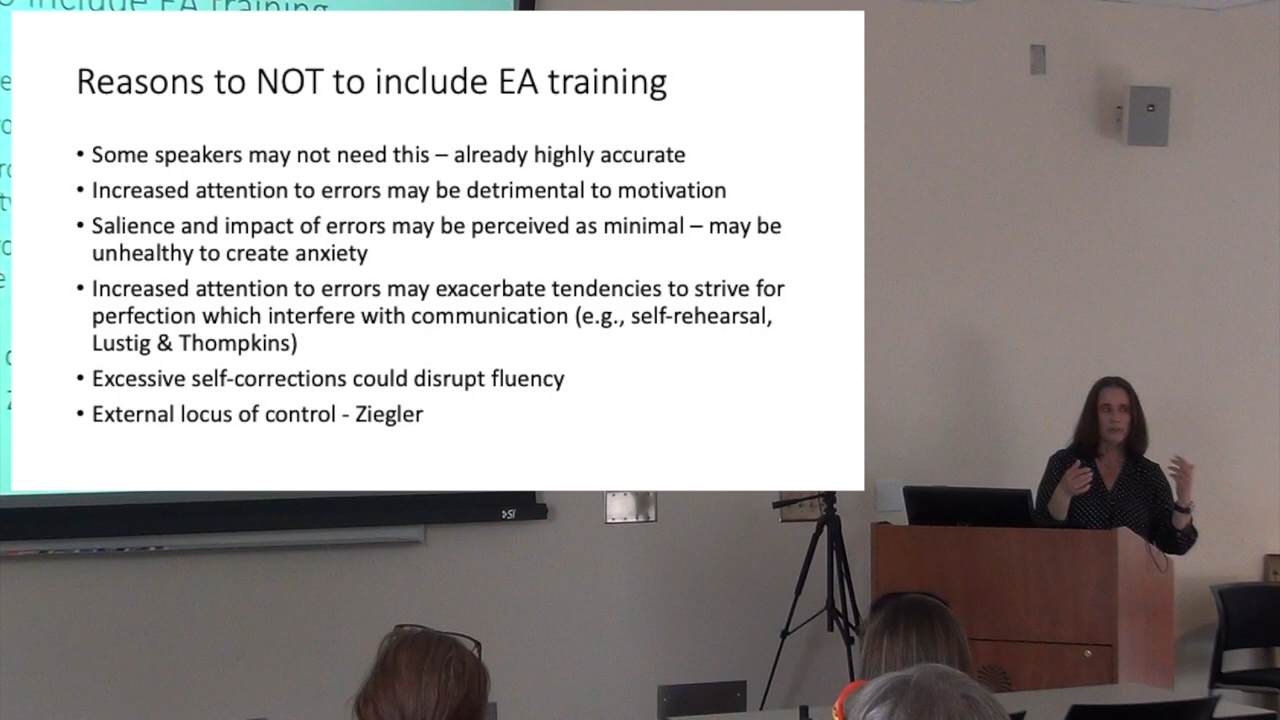 o include EA training
Reasons to NOT to include EA training
• Some speakers may not need this – already highly accurate
• Increased attention to errors may be detrimental to motivation
• Salience and impact of errors may be perceived as minimal – may be
unhealthy to create anxiety
• Increased attention to errors may exacerbate tendencies to strive for
perfection which interfere with communication (e.g., self-rehearsal,
Lustig & Thompkins)
• Excessive self-corrections could disrupt fluency
• External locus of control - Ziegler